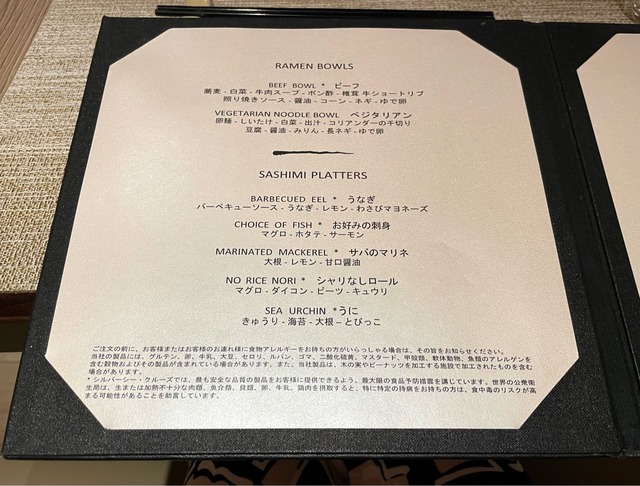 RAMEN BOWLS
BEEF BOWL * ビーフ
蕎麦 - 白菜 - 牛肉スープ - ポン酢 - 椎茸 牛ショートリブ
照り焼きソース - 醤油 - コーン - ネギ - ゆで卵
VEGETARIAN NOODLE BOWL ベジタリアン
卵麺 - しいたけ - 白菜 - 出汁 - コリアンダーの千切り
豆腐 - 醤油 - みりん - 長ネギ - ゆで卵
SASHIMI PLATTERS
BARBECUED EEL * うなぎ
バーベキューソース - うなぎ - レモン - わさびマヨネーズ
CHOICE OF FISH * お好みの刺身
マグロ - ホタテ - サーモン
MARINATED MACKEREL * サバのマリネ
大根 - レモン - 甘口醤油
NO RICE NORI * シャリなしロール
マグロ - ダイコン - ビーツ - キュウリ
SEA URCHIN *うに
きゅうり - 海苔 - 大根 – とびっこ
ご注文の前に、お客様またはお客様のお連れ様に食物アレルギーをお持ちの方がいらっしゃる場合は、その旨をお知らせください。
当社の製品には、グルテン、卵、牛乳、大豆、セロリ、ルパン、ゴマ、二酸化硫黄、マスタード、甲殻類、軟体動物、魚類のアレルゲンを
含む穀物およびその製品が含まれている場合があります。また、当社製品は、木の実やピーナッツを加工する施設で加工されたものを含む
場合があります。
* シルバーシー・クルーズでは、最も安全な品質の製品をお客様に提供できるよう、最大限の食品予防措置を講じています。世界の公衆衛
生局は、生または加熱不十分な肉類、魚介類、貝類、卵、牛乳、鶏肉を摂取すると、特に特定の持病をお持ちの方は、食中毒のリスクが高
まる可能性があることを助言しています.